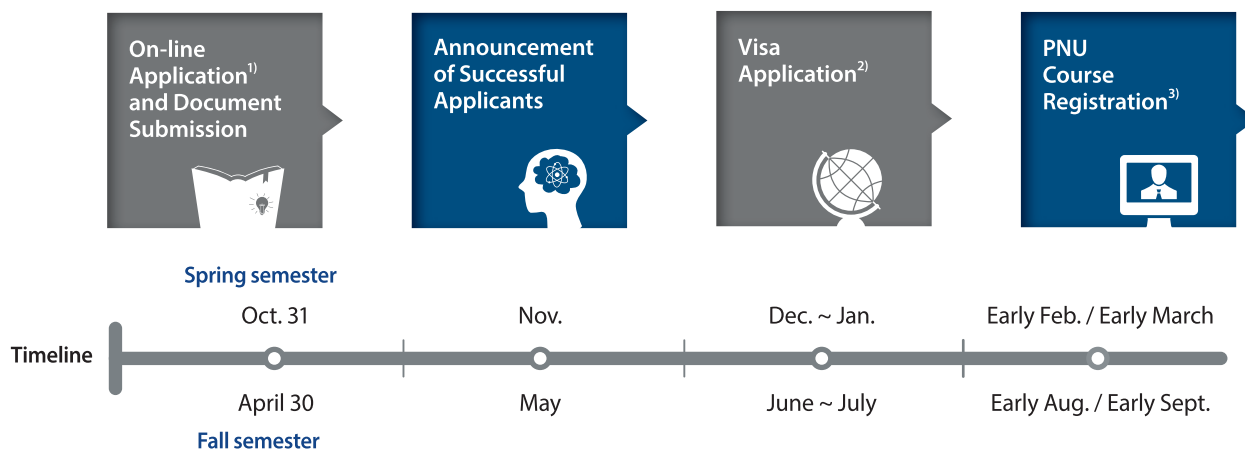 On-line
Application1)
and Document
Submission
Announcement
of Successful
Applicants
Visa
Application2)
PNU
Course
Registration3)
Spring semester
Oct. 31
Nov.
Dec. ~ Jan.
Early Feb. / Early March
Timeline
April 30
May
June ~ July
Early Aug. / Early Sept.
Fall semester